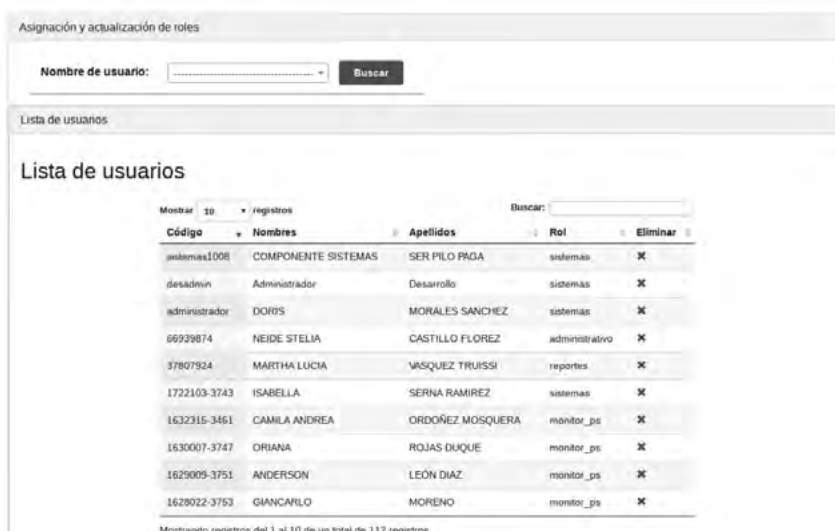 Asignación y actualización de roles
Nombre de usuario: Buscar
Lista de usuarios
Lista de usuarios
Mostrar 10 registros Buscar:
Código Nombres Apellidos Rol Eliminar
sistemas1008 COMPONENTE SISTEMAS SER PILO PAGA sistemas ✖
desadmin Administrador Desarrollo sistemas ✖
administrador DORIS MORALES SANCHEZ sistemas ✖
66939874 NEIDE STELIA CASTILLO FLOREZ administrativo ✖
37807924 MARTHA LUCIA VASQUEZ TRUISSI reportes ✖
1722103-3743 ISABELLA SERNA RAMIREZ sistemas ✖
1632316-3461 CAMILA ANDREA ORDOÑEZ MOSQUERA monitor_ps ✖
1630007-3747 ORIANA ROJAS DUQUE monitor_ps ✖
1629009-3751 ANDERSON LEÓN DIAZ monitor_ps ✖
1628022-3753 GIANCARLO MORENO monitor_ps ✖
Mostrando registros del 1 al 10 de un total de 112 registros